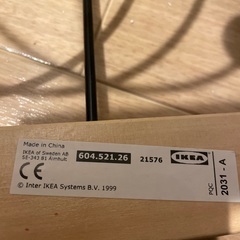 Made in China
IKEA of Sweden AB
SE-343 81 Älmhult
604.521.26
21576
IKEA
CE
© Inter IKEA Systems B.V. 1999
PQC
2031 - A